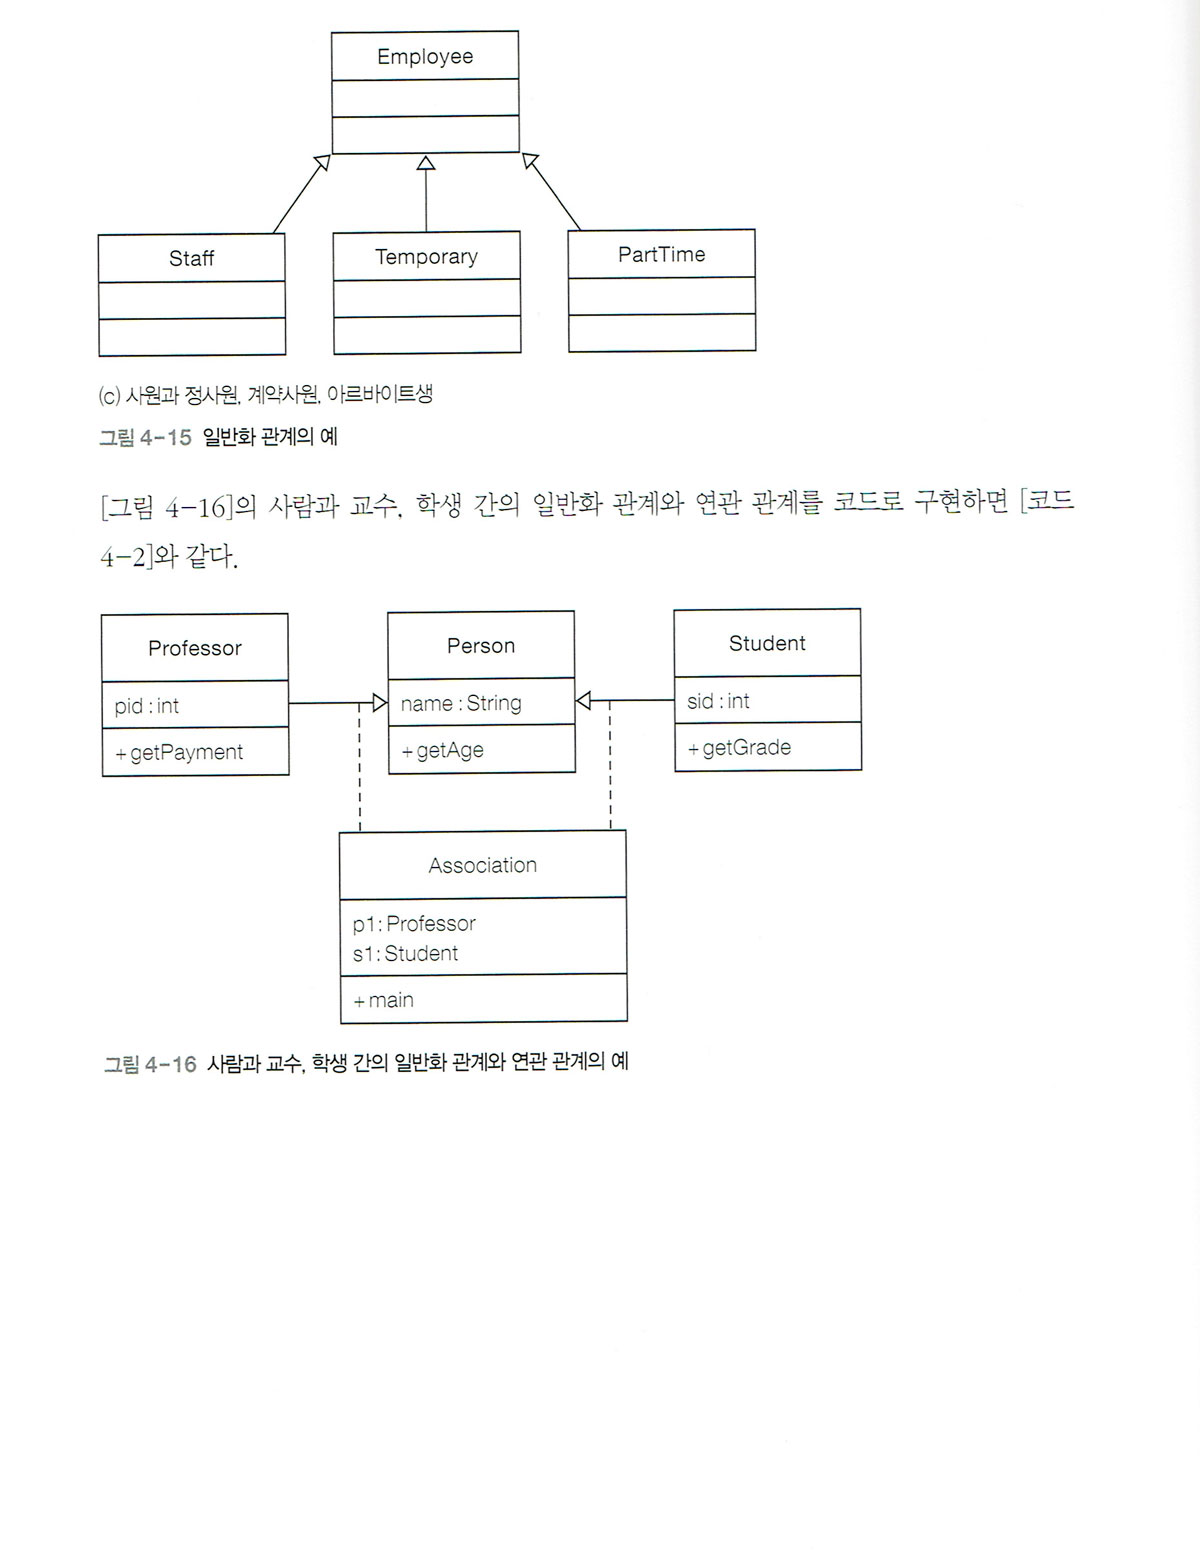 Employee
Staff
Temporary
PartTime
(c) 사원과 정사원, 계약사원, 아르바이트생
그림 4-15 일반화 관계의 예
[그림 4-16]의 사람과 교수, 학생 간의 일반화 관계와 연관 관계를 코드로 구현하면 [코드
4-2]와 같다.
Professor
pid : int
+getPayment
Person
name : String
+getAge
Student
sid : int
+getGrade
Association
p1: Professor
s1: Student
+main
그림 4-16 사람과 교수, 학생 간의 일반화 관계와 연관 관계의 예